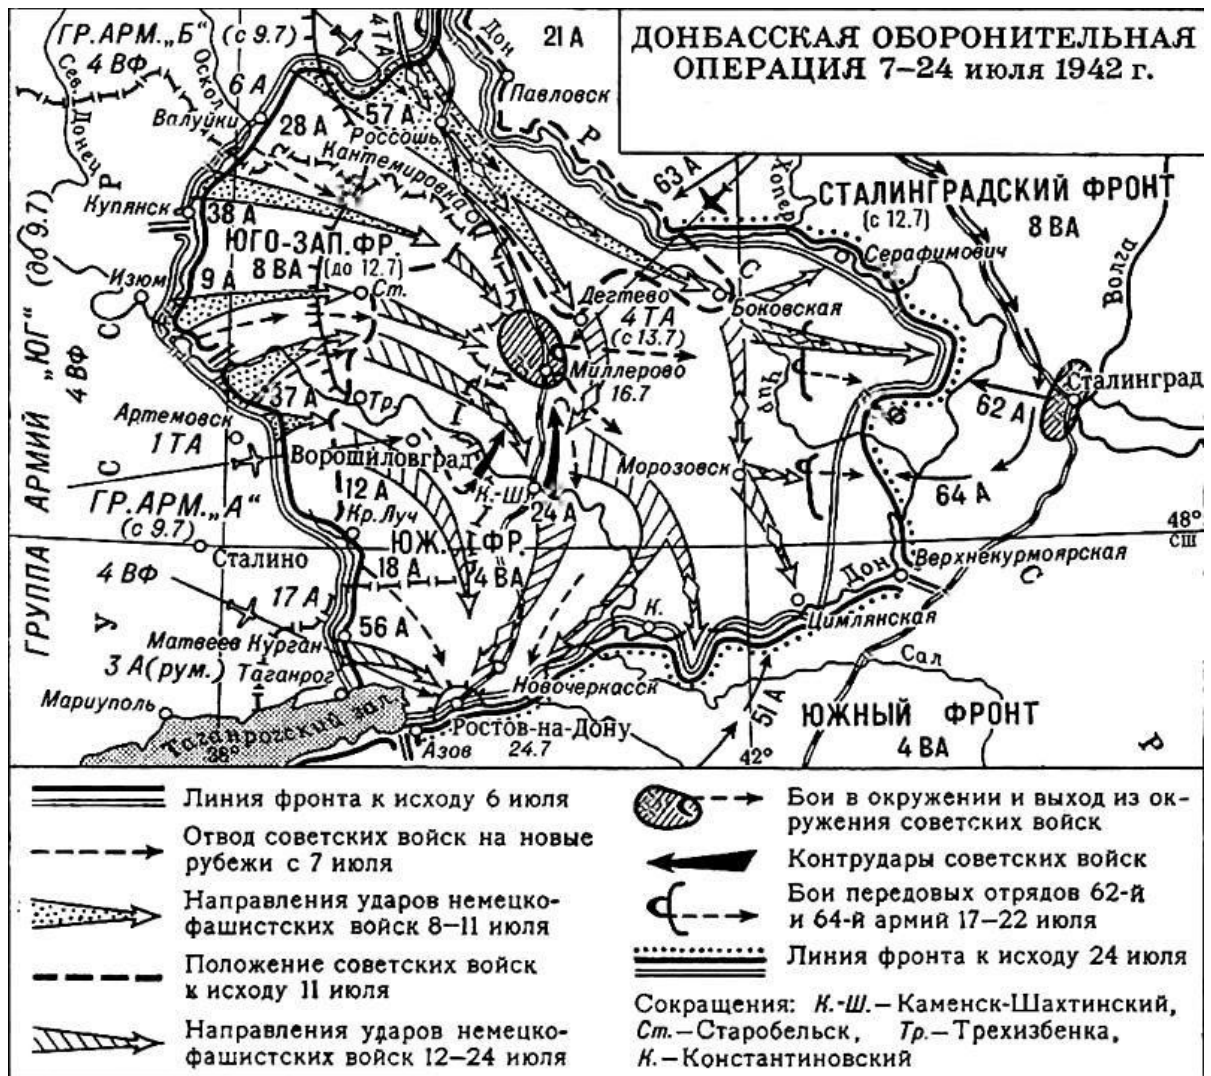 ДОНБАССКАЯ ОБОРОНИТЕЛЬНАЯ
ОПЕРАЦИЯ 7–24 июля 1942 г.
ГР.АРМ.„Б“ (с 9.7)
4 ВФ
4 ТА
Дон
21 А
Сев. Донец
Оскол
6 А
Валуйки
Павловск
57 А
28 А
Россошь
Кантемировка
Р
63 А
Хопер
СТАЛИНГРАДСКИЙ ФРОНТ
(с 12.7)
8 ВА
Р
Купянск
38 А
ЮГО-ЗАП.ФР.
8 ВА (до 12.7)
Серафимович
Волга
Изюм
9 А
Ст.
Дегтево
4 ТА
(с 13.7)
С
Боковская
ГРУППА АРМИЙ „ЮГ“ (до 9.7)
4 ВФ
С
Миллерово
16.7
Чир
Сталинград
62 А
37 А
Тр.
Артемовск
1 ТА
Ворошиловград
С
Морозовск
64 А
ГР.АРМ.„А“
(с 9.7)
12 А
К.-Ш.
24 А
Кр. Луч
48°
сш
Сталино
ЮЖ. ФР.
18 А
4 ВА
Дон
Верхнекурмоярская
С
4 ВФ
17 А
У
К.
Цимлянская
56 А
Матвеев Курган
3 А (рум.)
Таганрог
Сал
Мариуполь
Новочеркасск
51 А
ЮЖНЫЙ ФРОНТ
4 ВА
Р
Таганрогский зал.
38°
Ростов-на-Дону
Азов
24.7
42°
Линия фронта к исходу 6 июля
Отвод советских войск на новые
рубежи с 7 июля
Направления ударов немецко-
фашистских войск 8–11 июля
Положение советских войск
к исходу 11 июля
Направления ударов немецко-
фашистских войск 12–24 июля
Бои в окружении и выход из ок-
ружения советских войск
Контрудары советских войск
Бои передовых отрядов 62-й
и 64-й армий 17–22 июля
Линия фронта к исходу 24 июля
Сокращения: К.-Ш.– Каменск-Шахтинский,
Ст.– Старобельск, Тр.– Трехизбенка,
К.– Константиновский